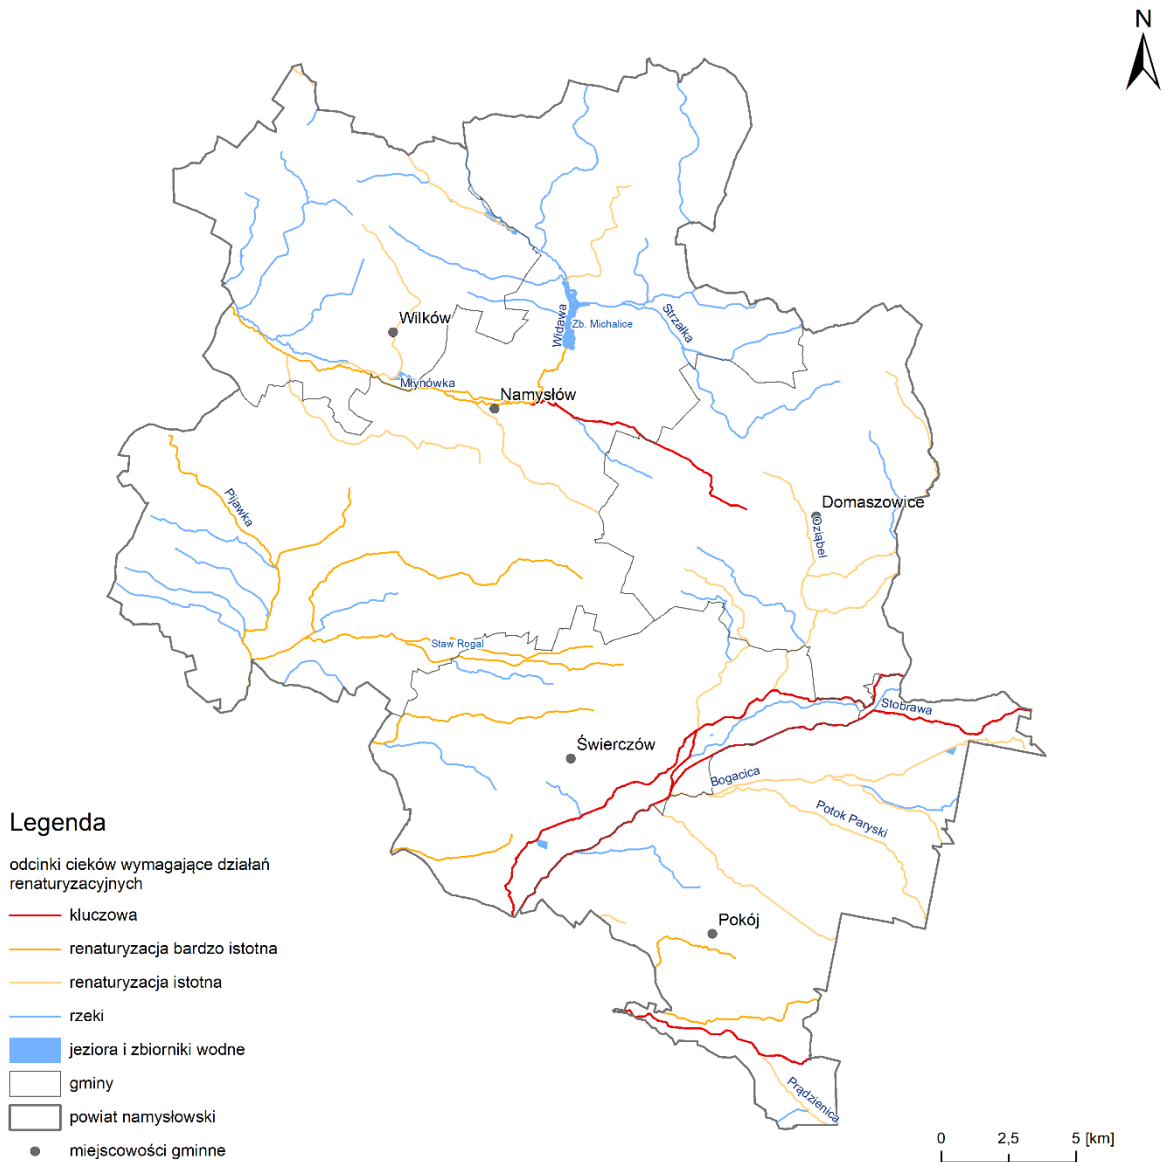 N
Wilków
Widawa
Zb. Michalice
Strzałka
Młynówka
Namysłów
Pijawka
Domaszowice
Oziąbel
Staw Rogal
Stobrawa
Świerczów
Bogacica
Potok Paryski
Pokój
Prądzienica
Legenda
odcinki cieków wymagające działań
renaturyzacyjnych
kluczowa
renaturyzacja bardzo istotna
renaturyzacja istotna
rzeki
jeziora i zbiorniki wodne
gminy
powiat namysłowski
miejscowości gminne
0 2,5 5 [km]